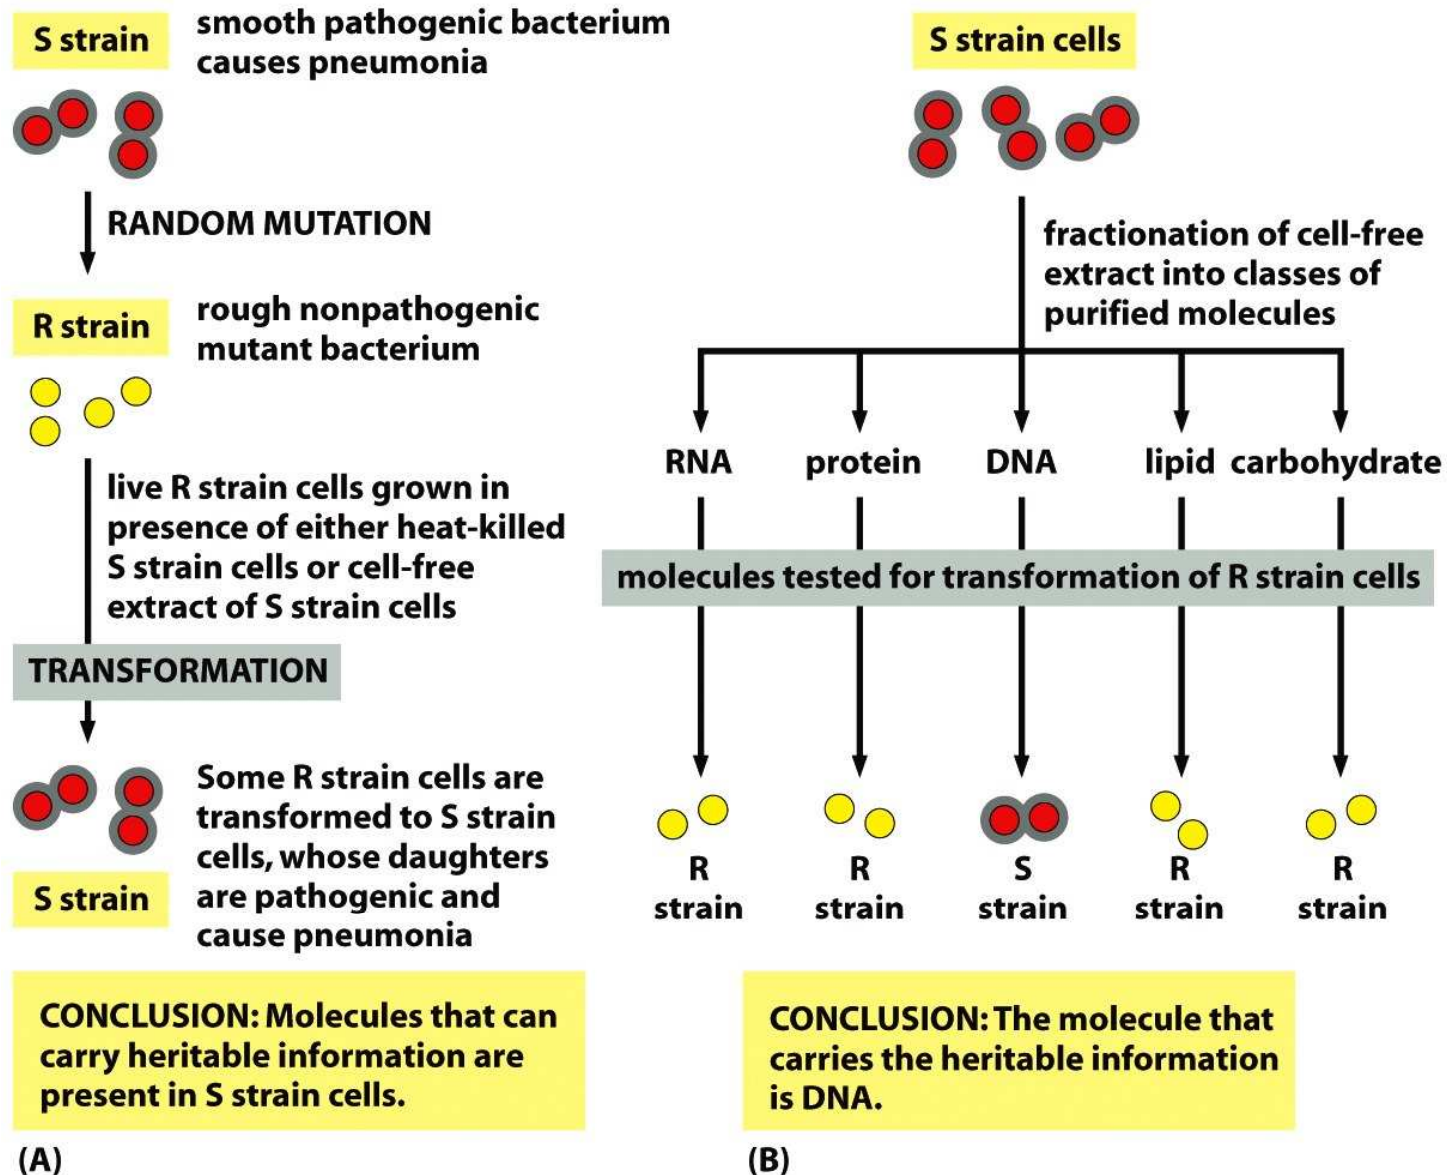 S strain
smooth pathogenic bacterium
causes pneumonia
RANDOM MUTATION
R strain
rough nonpathogenic
mutant bacterium
live R strain cells grown in
presence of either heat-killed
S strain cells or cell-free
extract of S strain cells
TRANSFORMATION
Some R strain cells are
transformed to S strain
cells, whose daughters
are pathogenic and
cause pneumonia
S strain
CONCLUSION: Molecules that can
carry heritable information are
present in S strain cells.
(A)
S strain cells
fractionation of cell-free
extract into classes of
purified molecules
RNA protein DNA lipid carbohydrate
molecules tested for transformation of R strain cells
R R S R R
strain strain strain strain strain
CONCLUSION: The molecule that
carries the heritable information
is DNA.
(B)